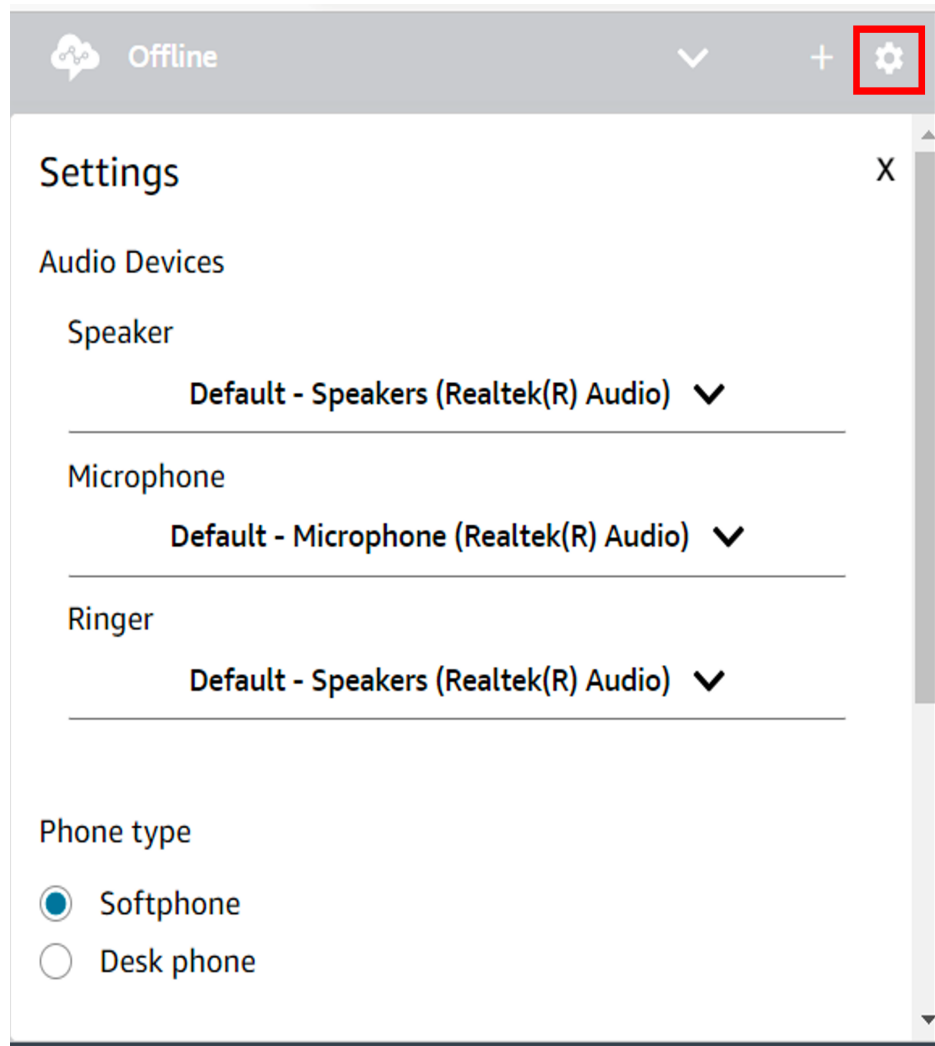 Offline
Settings
X
Audio Devices
Speaker
Default - Speakers (Realtek(R) Audio)
Microphone
Default - Microphone (Realtek(R) Audio)
Ringer
Default - Speakers (Realtek(R) Audio)
Phone type
Softphone
Desk phone